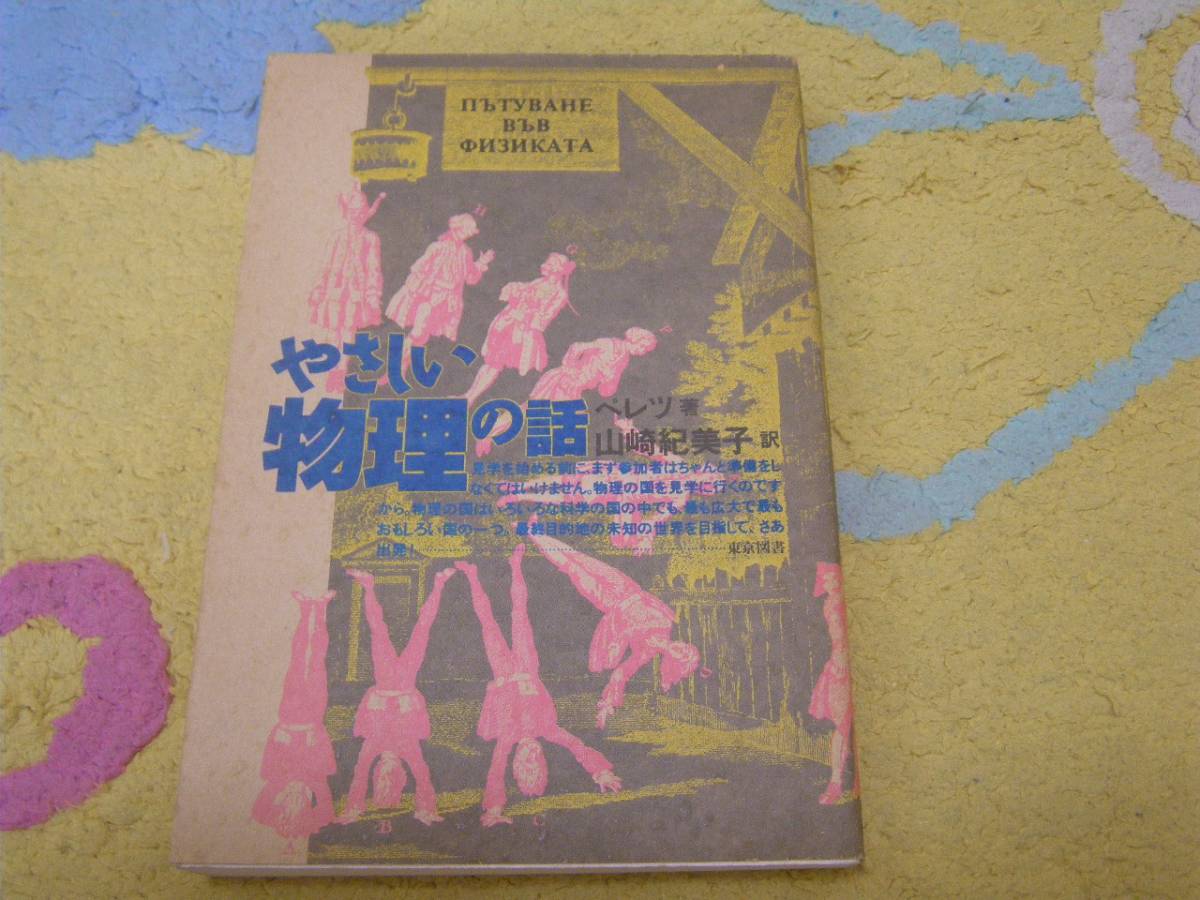 ПЪТУВАНЕ
ВЪВ
ФИЗИКАТА
H
G
F
やさしい
物理の話
ペレツ 著
山崎紀美子 訳
見学を始める前に、まず参加者はちゃんと準備をし
なくてはいけません。物理の国を見学に行くのです
から。物理の国はいろいろな科学の国の中でも、最も広大で最も
おもしろい国の一つ。最終目的地の未知の世界を目指して、さあ
出発!……東京図書
D
A
B
C